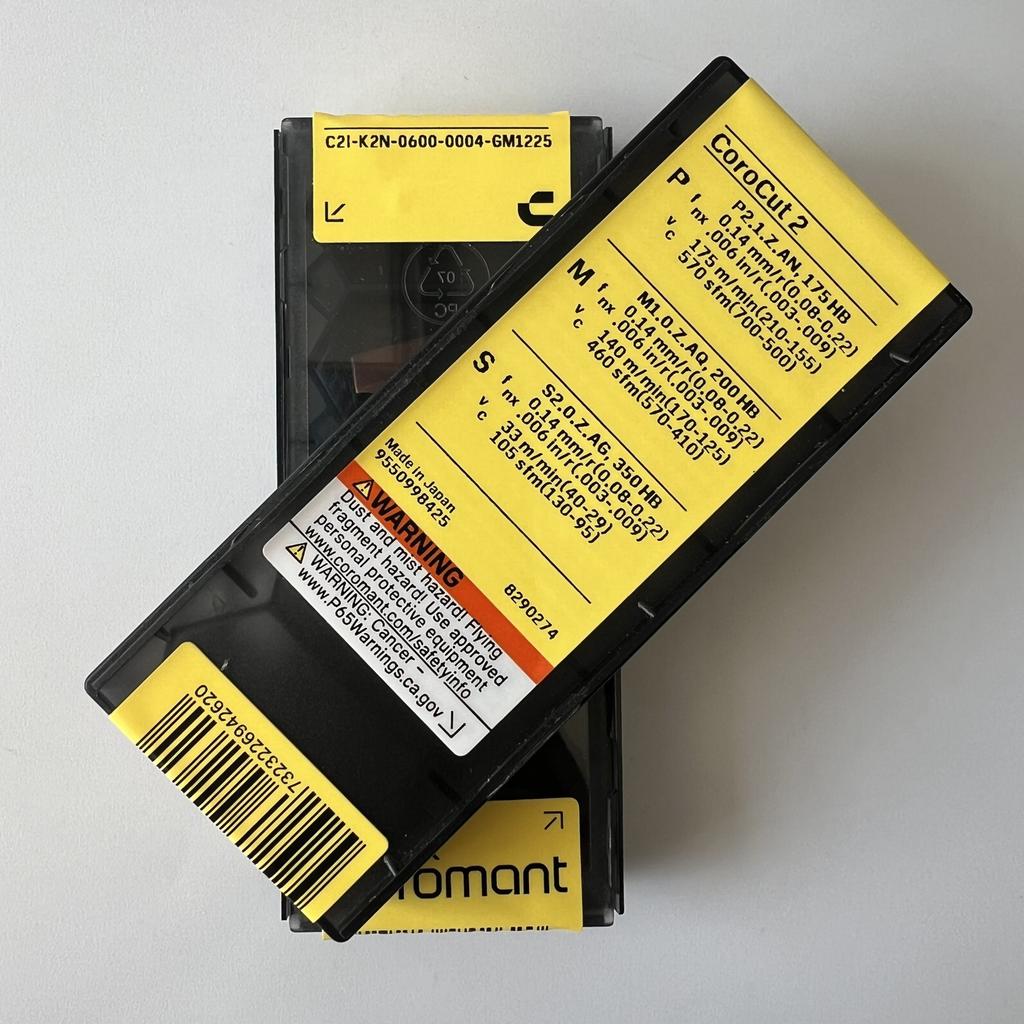 C2I-K2N-0600-0004-GM1225
07
PC
CoroCut 2
P P2.1.Z.AN, 175 HB
fnx 0.14 mm/r(0.08-0.22)
.006 in/r(.003-.009)
vc 175 m/min(210-155)
570 sfm(700-500)
M M1.0.Z.AQ, 200 HB
fnx 0.14 mm/r(0.08-0.22)
.006 in/r(.003-.009)
vc 140 m/min(170-125)
460 sfm(570-410)
S S2.0.Z.AG, 350 HB
fnx 0.14 mm/r(0.08-0.22)
.006 in/r(.003-.009)
vc 33 m/min(40-29)
105 sfm(130-95)
Made in Japan
9550998425
8290274
WARNING
Dust and mist hazard! Flying
fragment hazard! Use approved
personal protective equipment
www.coromant.com/safetyinfo
WARNING: Cancer -
www.P65Warnings.ca.gov
7323226942620
romant